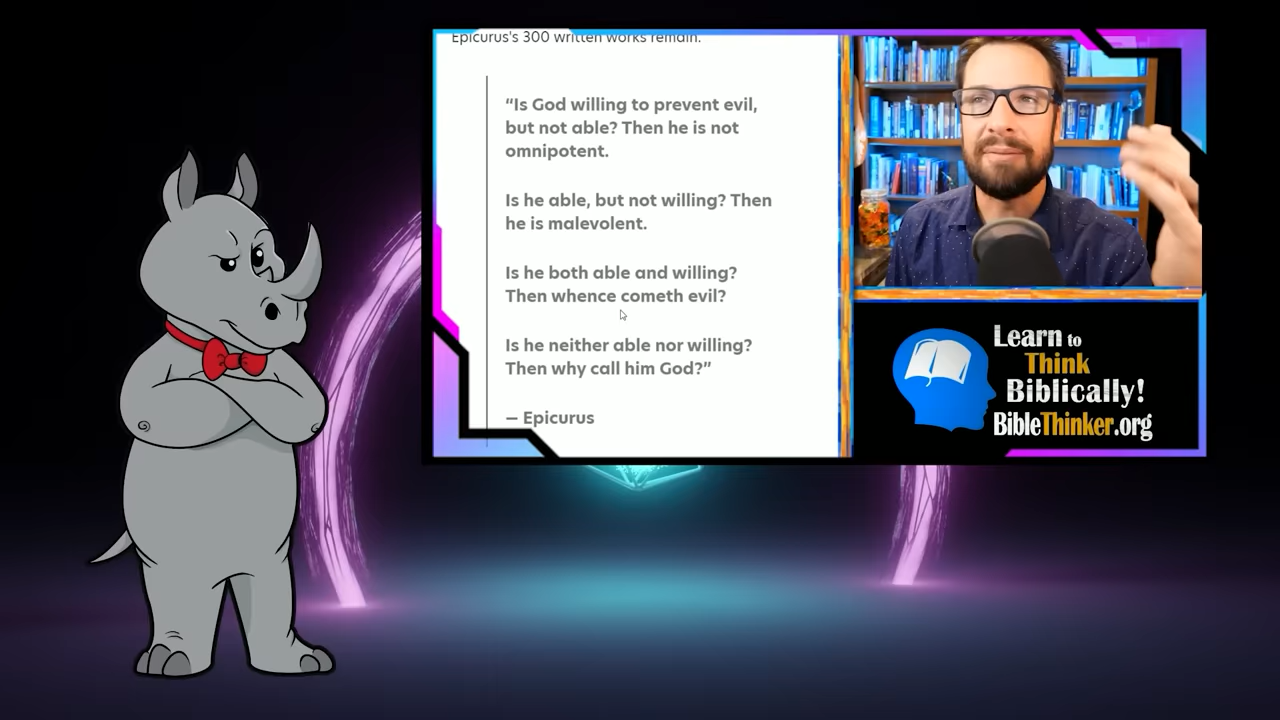 Epicurus's 300 written works remain.
“Is God willing to prevent evil,
but not able? Then he is not
omnipotent.
Is he able, but not willing? Then
he is malevolent.
Is he both able and willing?
Then whence cometh evil?
Is he neither able nor willing?
Then why call him God?”
– Epicurus
Learn to
Think
Biblically!
BibleThinker.org